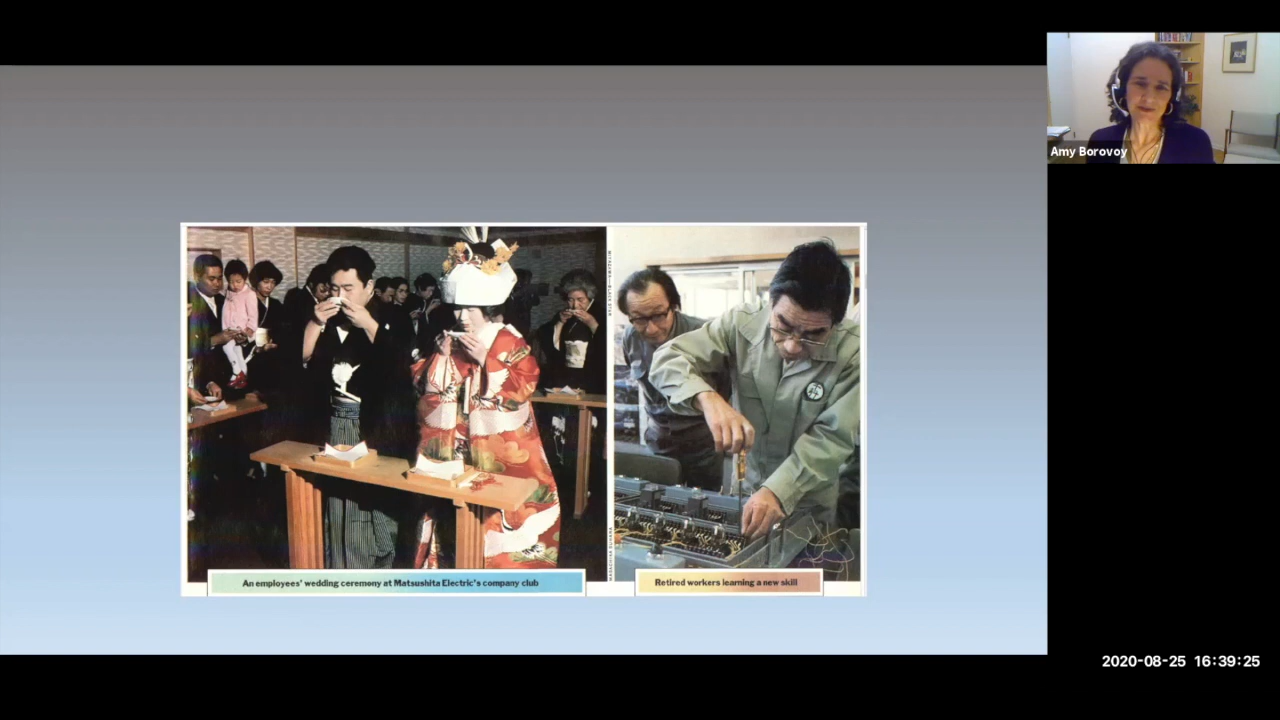 Amy Borovoy
An employees' wedding ceremony at Matsushita Electric's company club
Retired workers learning a new skill
2020-08-25 16:39:25